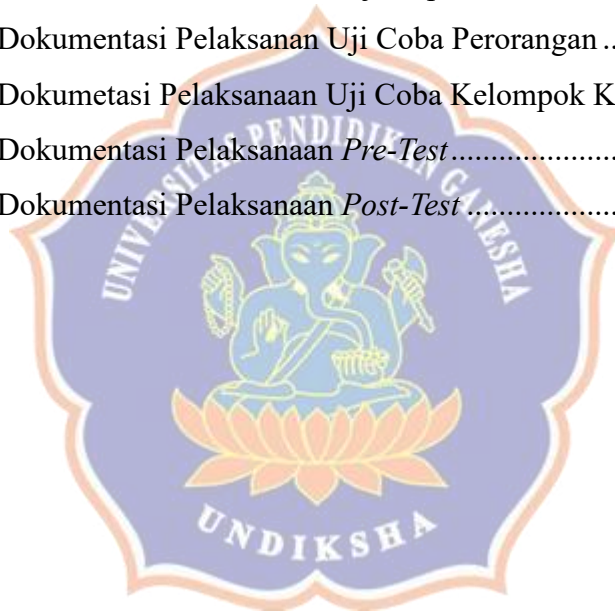 Dokumentasi Pelaksanan Uji Coba Perorangan ..
Dokumetasi Pelaksanaan Uji Coba Kelompok K
Dokumentasi Pelaksanaan Pre-Test.....................
Dokumentasi Pelaksanaan Post-Test ...................
UNIVERSITAS PENDIDIKAN GANESHA
UNDIKSHA